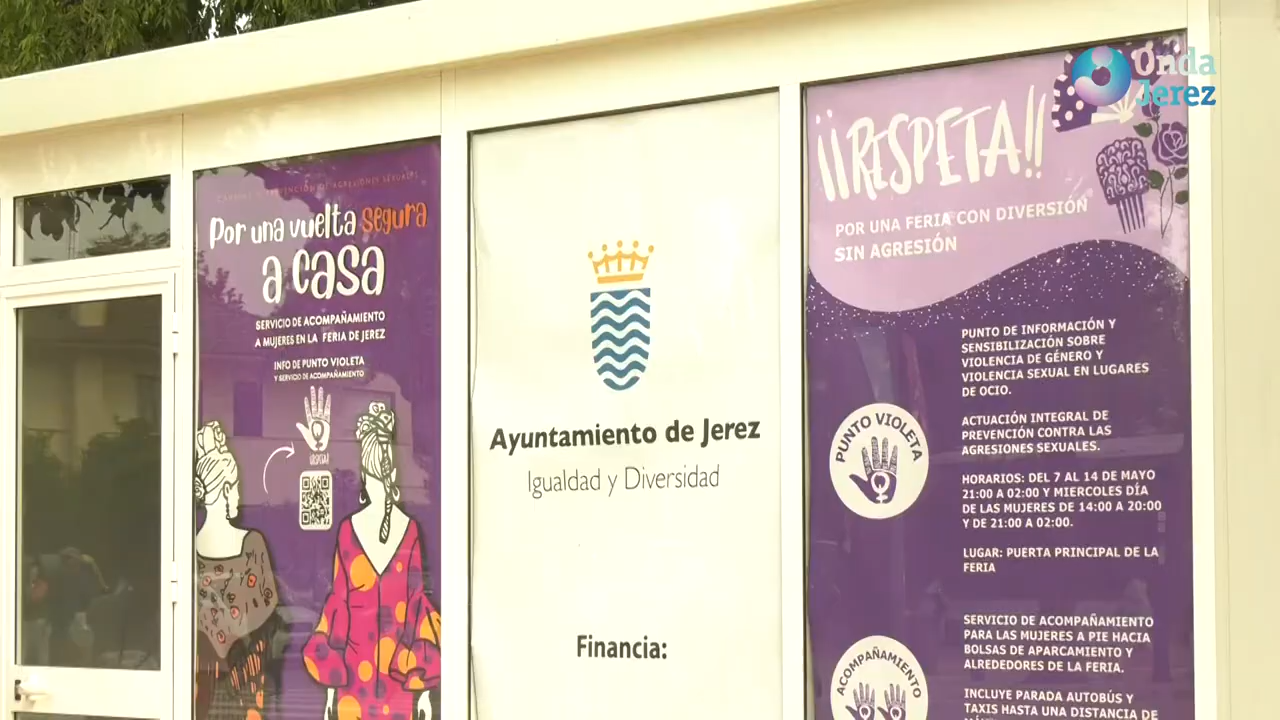 Onda
Jerez
CASETA PREVENCIÓN DE AGRESIONES SEXUALES
Por una vuelta segura
a casa
SERVICIO DE ACOMPAÑAMIENTO
A MUJERES EN LA FERIA DE JEREZ
INFO DE PUNTO VIOLETA
Y SERVICIO DE ACOMPAÑAMIENTO
¡RESPETA!
Ayuntamiento de Jerez
Igualdad y Diversidad
Financia:
¡¡RESPETA!!
POR UNA FERIA CON DIVERSIÓN
SIN AGRESIÓN
PUNTO VIOLETA
PUNTO DE INFORMACIÓN Y
SENSIBILIZACIÓN SOBRE
VIOLENCIA DE GÉNERO Y
VIOLENCIA SEXUAL EN LUGARES
DE OCIO.
ACTUACIÓN INTEGRAL DE
PREVENCIÓN CONTRA LAS
AGRESIONES SEXUALES.
HORARIOS: DEL 7 AL 14 DE MAYO
21:00 A 02:00 Y MIERCOLES DÍA
DE LAS MUJERES DE 14:00 A 20:00
Y DE 21:00 A 02:00.
LUGAR: PUERTA PRINCIPAL DE LA
FERIA
ACOMPAÑAMIENTO
SERVICIO DE ACOMPAÑAMIENTO
PARA LAS MUJERES A PIE HACIA
BOLSAS DE APARCAMIENTO Y
ALREDEDORES DE LA FERIA.
INCLUYE PARADA AUTOBÚS Y
TAXIS HASTA UNA DISTANCIA DE